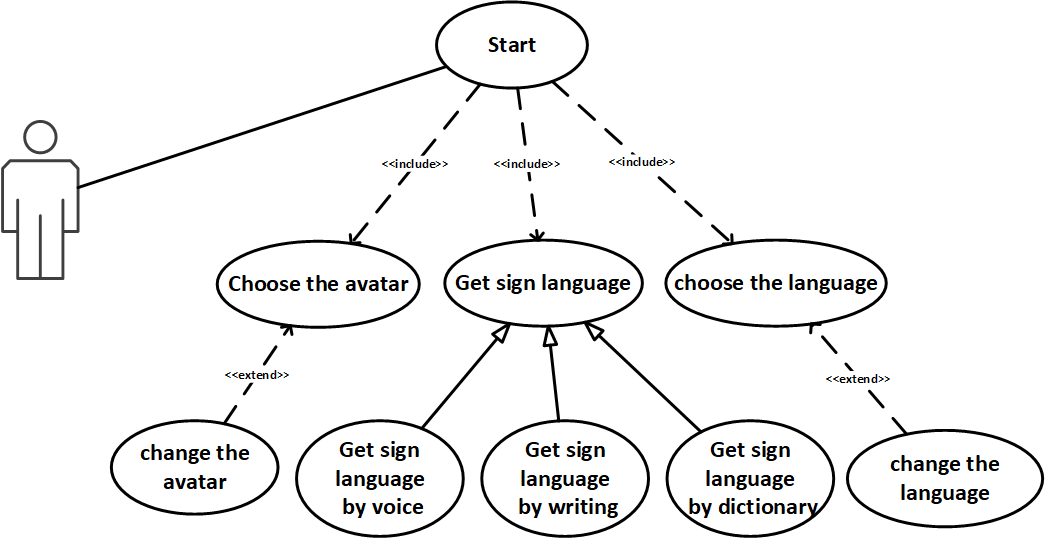 Start
<<include>>
<<include>>
<<include>>
Choose the avatar
Get sign language
choose the language
<<extend>>
<<extend>>
change the
avatar
Get sign
language
by voice
Get sign
language
by writing
Get sign
language
by dictionary
change the
language